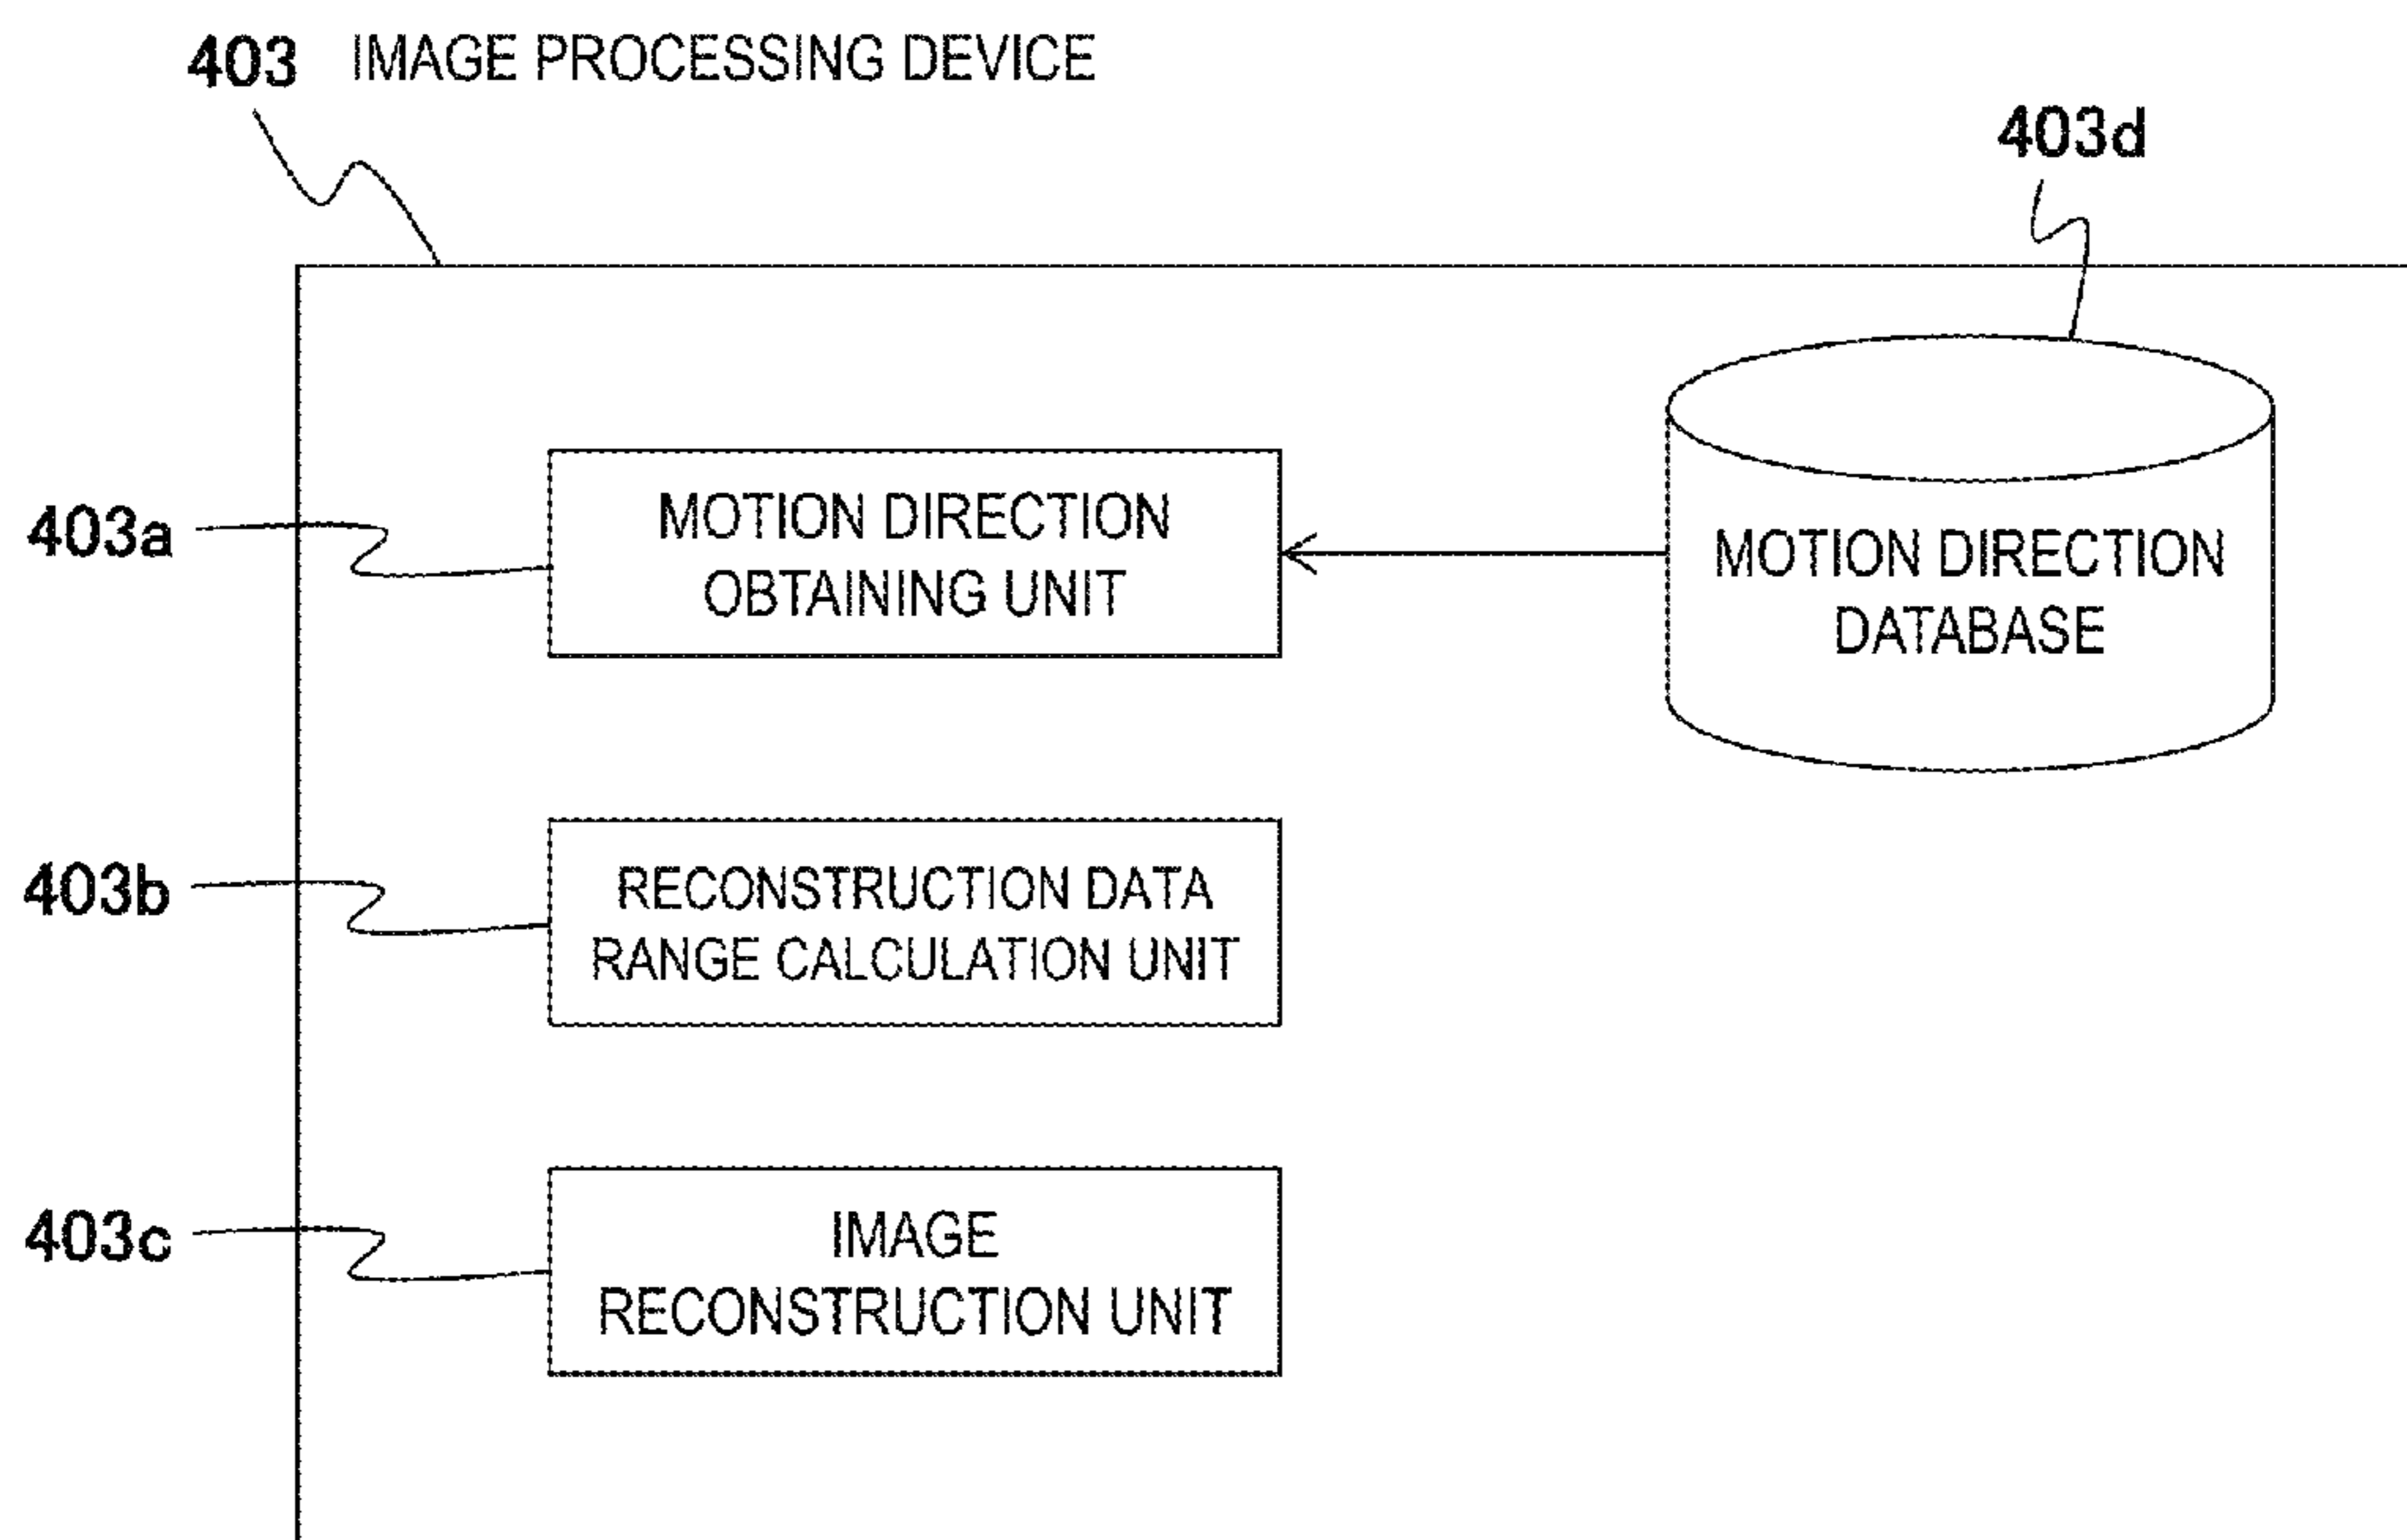 403 IMAGE PROCESSING DEVICE
403d
403a
MOTION DIRECTION
OBTAINING UNIT
MOTION DIRECTION
DATABASE
403b
RECONSTRUCTION DATA
RANGE CALCULATION UNIT
403c
IMAGE
RECONSTRUCTION UNIT